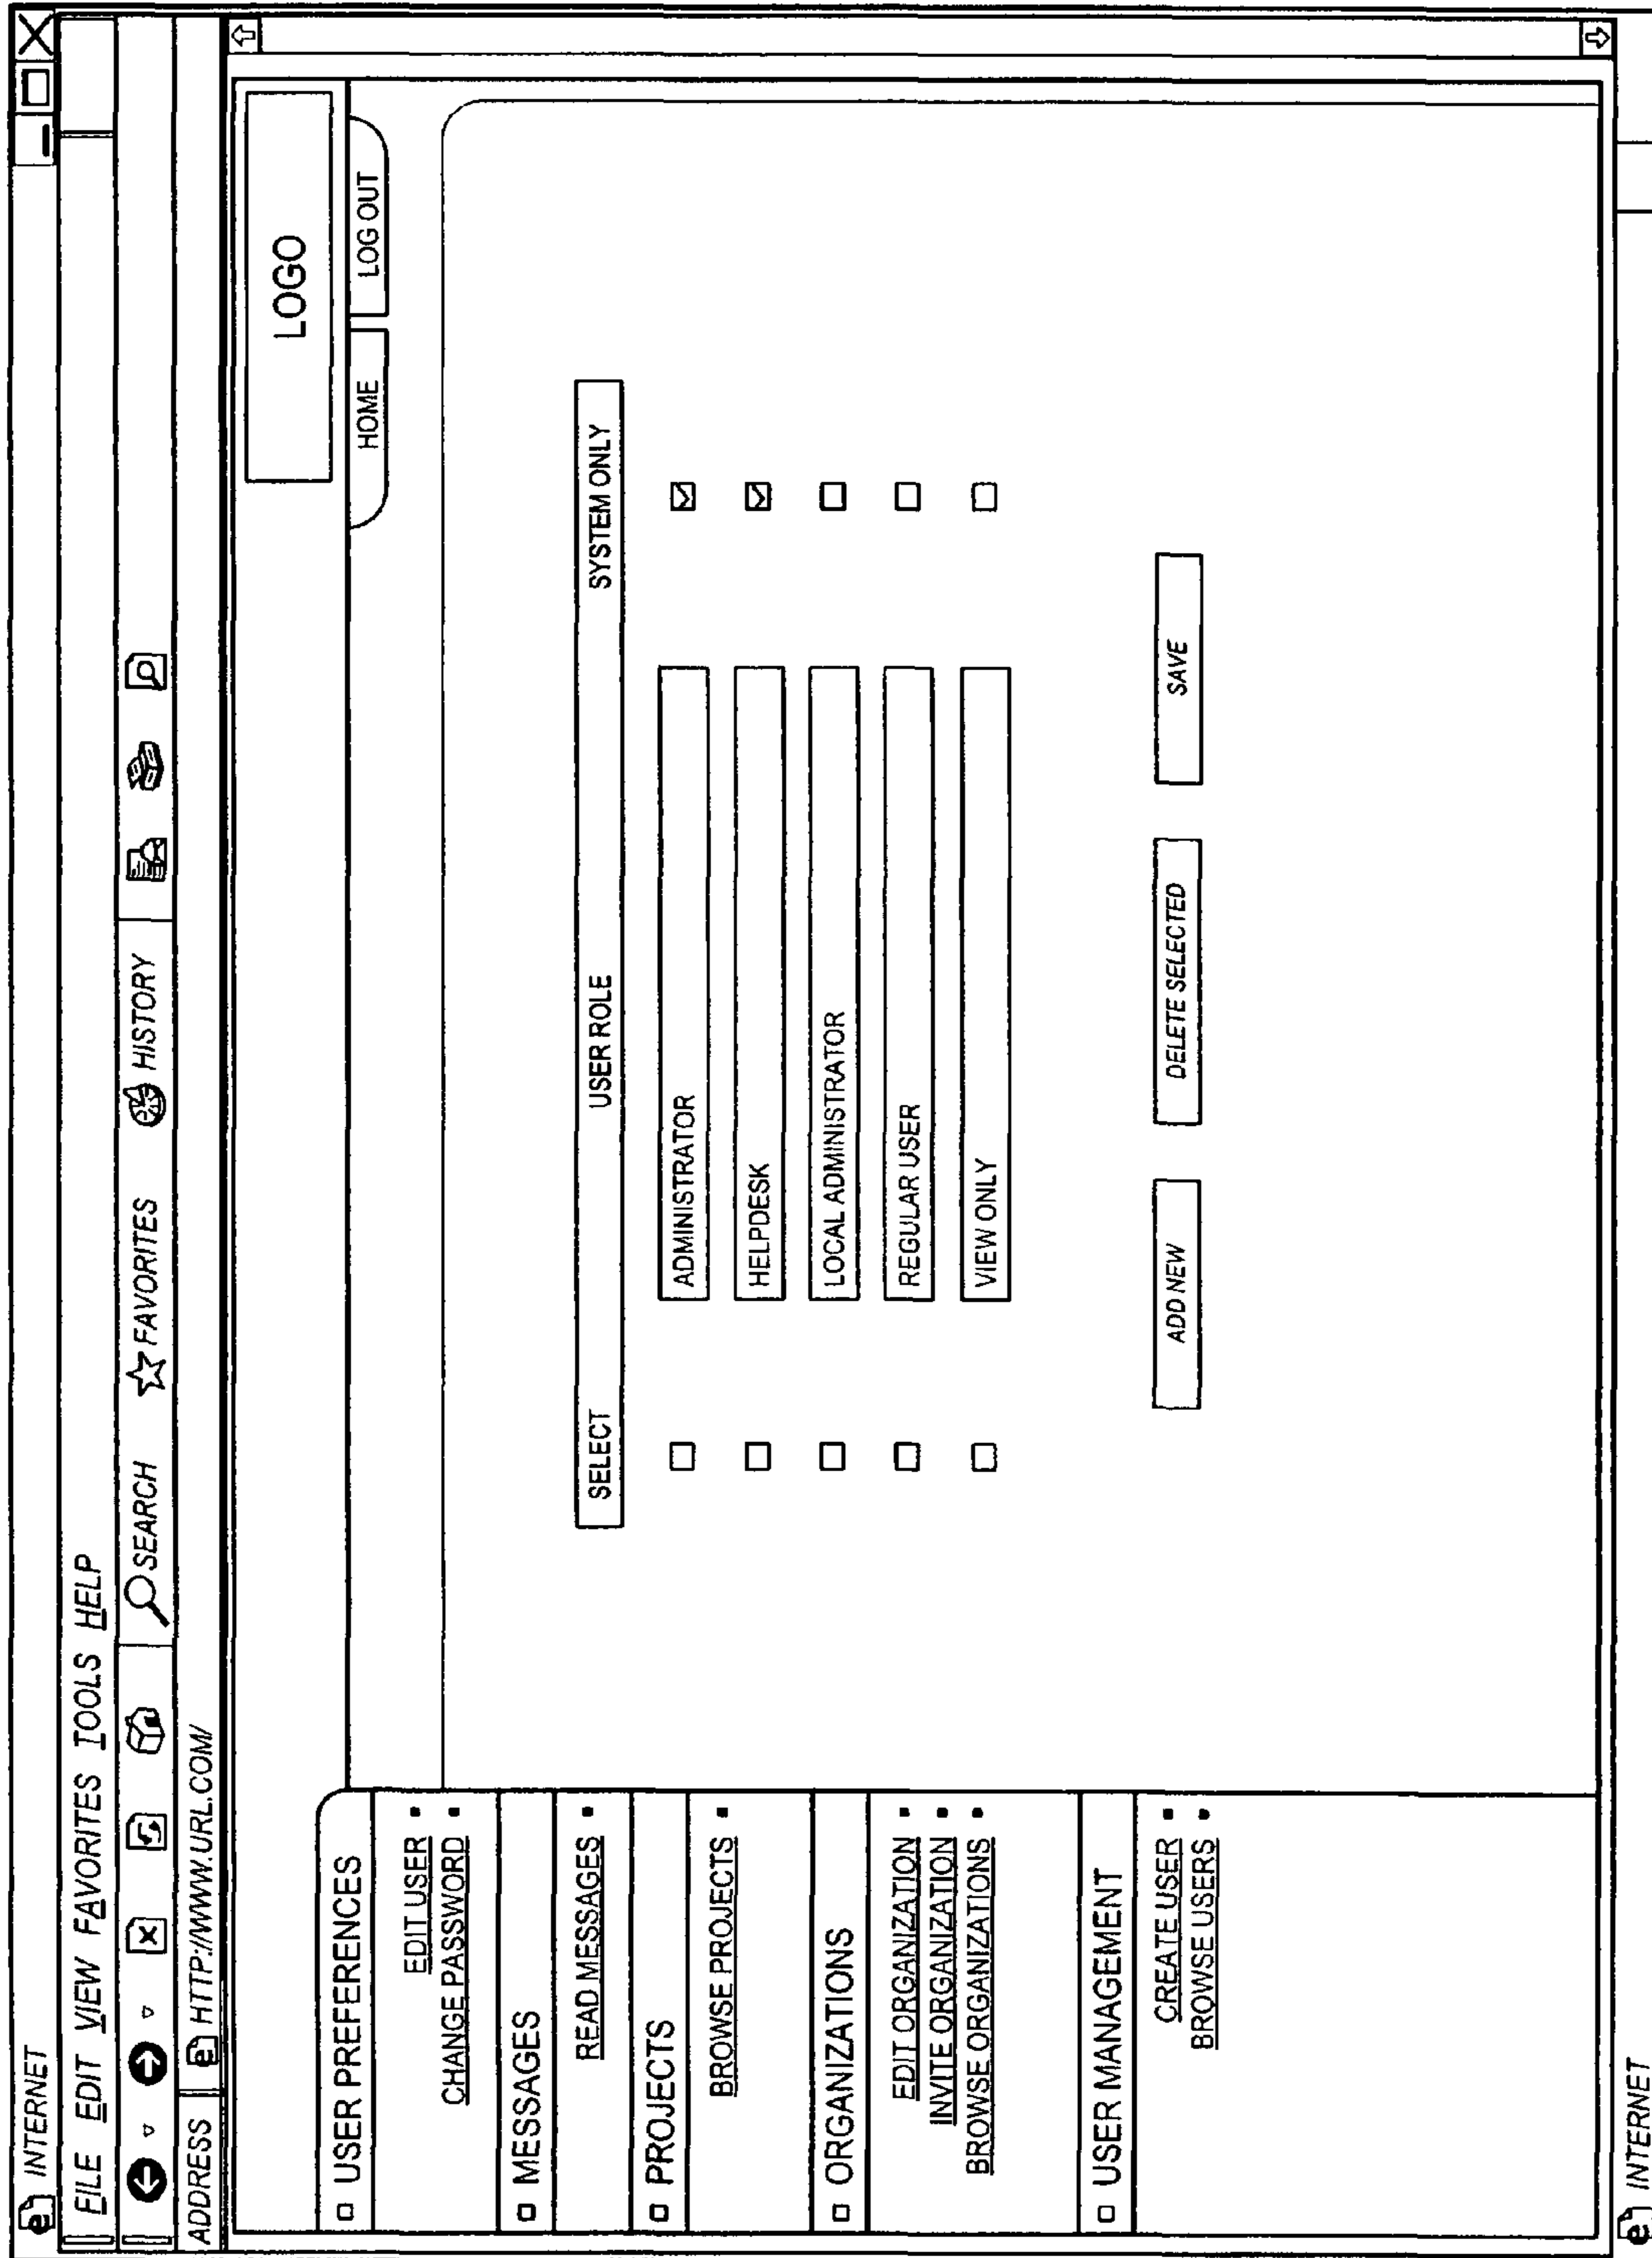 INTERNET
FILE EDIT VIEW FAVORITES TOOLS HELP
SEARCH FAVORITES HISTORY
ADDRESS HTTP://WWW.URL.COM/
LOGO
HOME LOG OUT
USER PREFERENCES
EDIT USER
CHANGE PASSWORD
MESSAGES
READ MESSAGES
PROJECTS
BROWSE PROJECTS
ORGANIZATIONS
EDIT ORGANIZATION
INVITE ORGANIZATION
BROWSE ORGANIZATIONS
USER MANAGEMENT
CREATE USER
BROWSE USERS
SELECT USER ROLE SYSTEM ONLY
ADMINISTRATOR
HELPDESK
LOCAL ADMINISTRATOR
REGULAR USER
VIEW ONLY
ADD NEW DELETE SELECTED SAVE
INTERNET